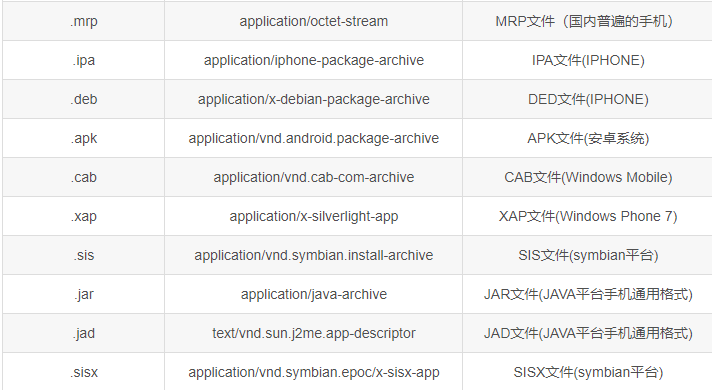 .mrp application/octet-stream MRP文件（国内普遍的手机）
.ipa application/iphone-package-archive IPA文件(IPHONE)
.deb application/x-debian-package-archive DED文件(IPHONE)
.apk application/vnd.android.package-archive APK文件(安卓系统)
.cab application/vnd.cab-com-archive CAB文件(Windows Mobile)
.xap application/x-silverlight-app XAP文件(Windows Phone 7)
.sis application/vnd.symbian.install-archive SIS文件(symbian平台)
.jar application/java-archive JAR文件(JAVA平台手机通用格式)
.jad text/vnd.sun.j2me.app-descriptor JAD文件(JAVA平台手机通用格式)
.sisx application/vnd.symbian.epoc/x-sisx-app SISX文件(symbian平台)